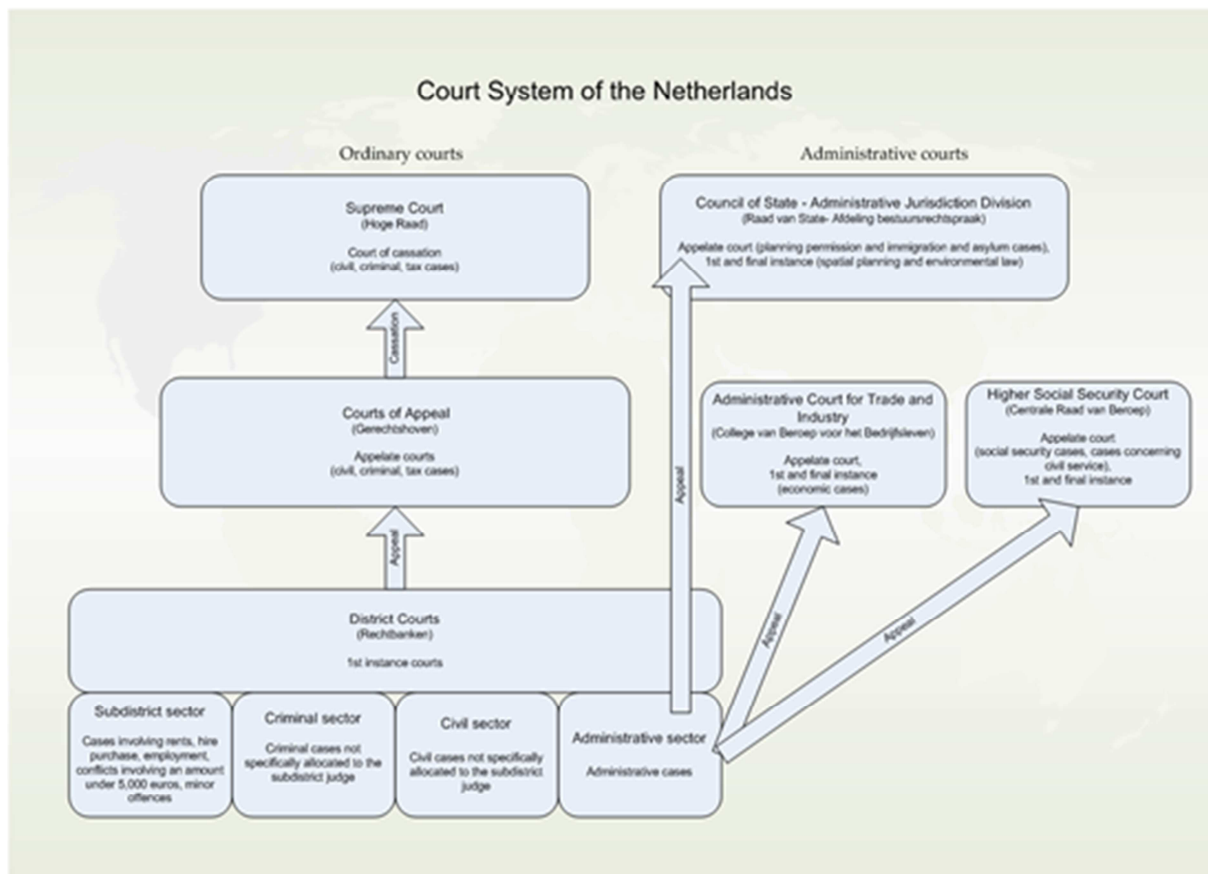 Court System of the Netherlands
Ordinary courts
Administrative courts
Supreme Court
(Hoge Raad)
Court of cassation
(civil, criminal, tax cases)
Council of State - Administrative Jurisdiction Division
(Raad van State- Afdeling bestuursrechtspraak)
Appelate court (planning permission and immigration and asylum cases),
1st and final instance (spatial planning and environmental law)
Cassation
Courts of Appeal
(Gerechtshoven)
Appelate courts
(civil, criminal, tax cases)
Administrative Court for Trade and
Industry
(College van Beroep voor het Bedrijfsleven)
Appelate court,
1st and final instance
(economic cases)
Higher Social Security Court
(Centrale Raad van Beroep)
Appelate court
(social security cases, cases concerning
civil service),
1st and final instance
Appeal
Appeal
Appeal
Appeal
District Courts
(Rechtbanken)
1st instance courts
Subdistrict sector
Cases involving rents, hire
purchase, employment,
conflicts involving an amount
under 5,000 euros, minor
offences
Criminal sector
Criminal cases not
specifically allocated to the
subdistrict judge
Civil sector
Civil cases not specifically
allocated to the subdistrict
judge
Administrative sector
Administrative cases